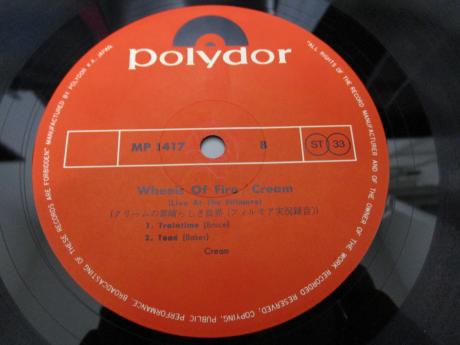 polydor
MP 1417 8 ST 33
Wheels Of Fire / Cream
(Live At The Fillmore)
(クリームの素晴らしき世界(フィルモア実況録音))
1. Traintime (Bruce)
2. Toad (Baker)
Cream
MANUFACTURED BY POLYDOR K.K. JAPAN
"ALL RIGHTS OF THE RECORD MANUFACTURER AND OF THE OWNER OF THE WORK RECORDED RESERVED. COPYING, PUBLIC PERFORMANCE, BROADCASTING OF THESE RECORDS ARE FORBIDDEN"